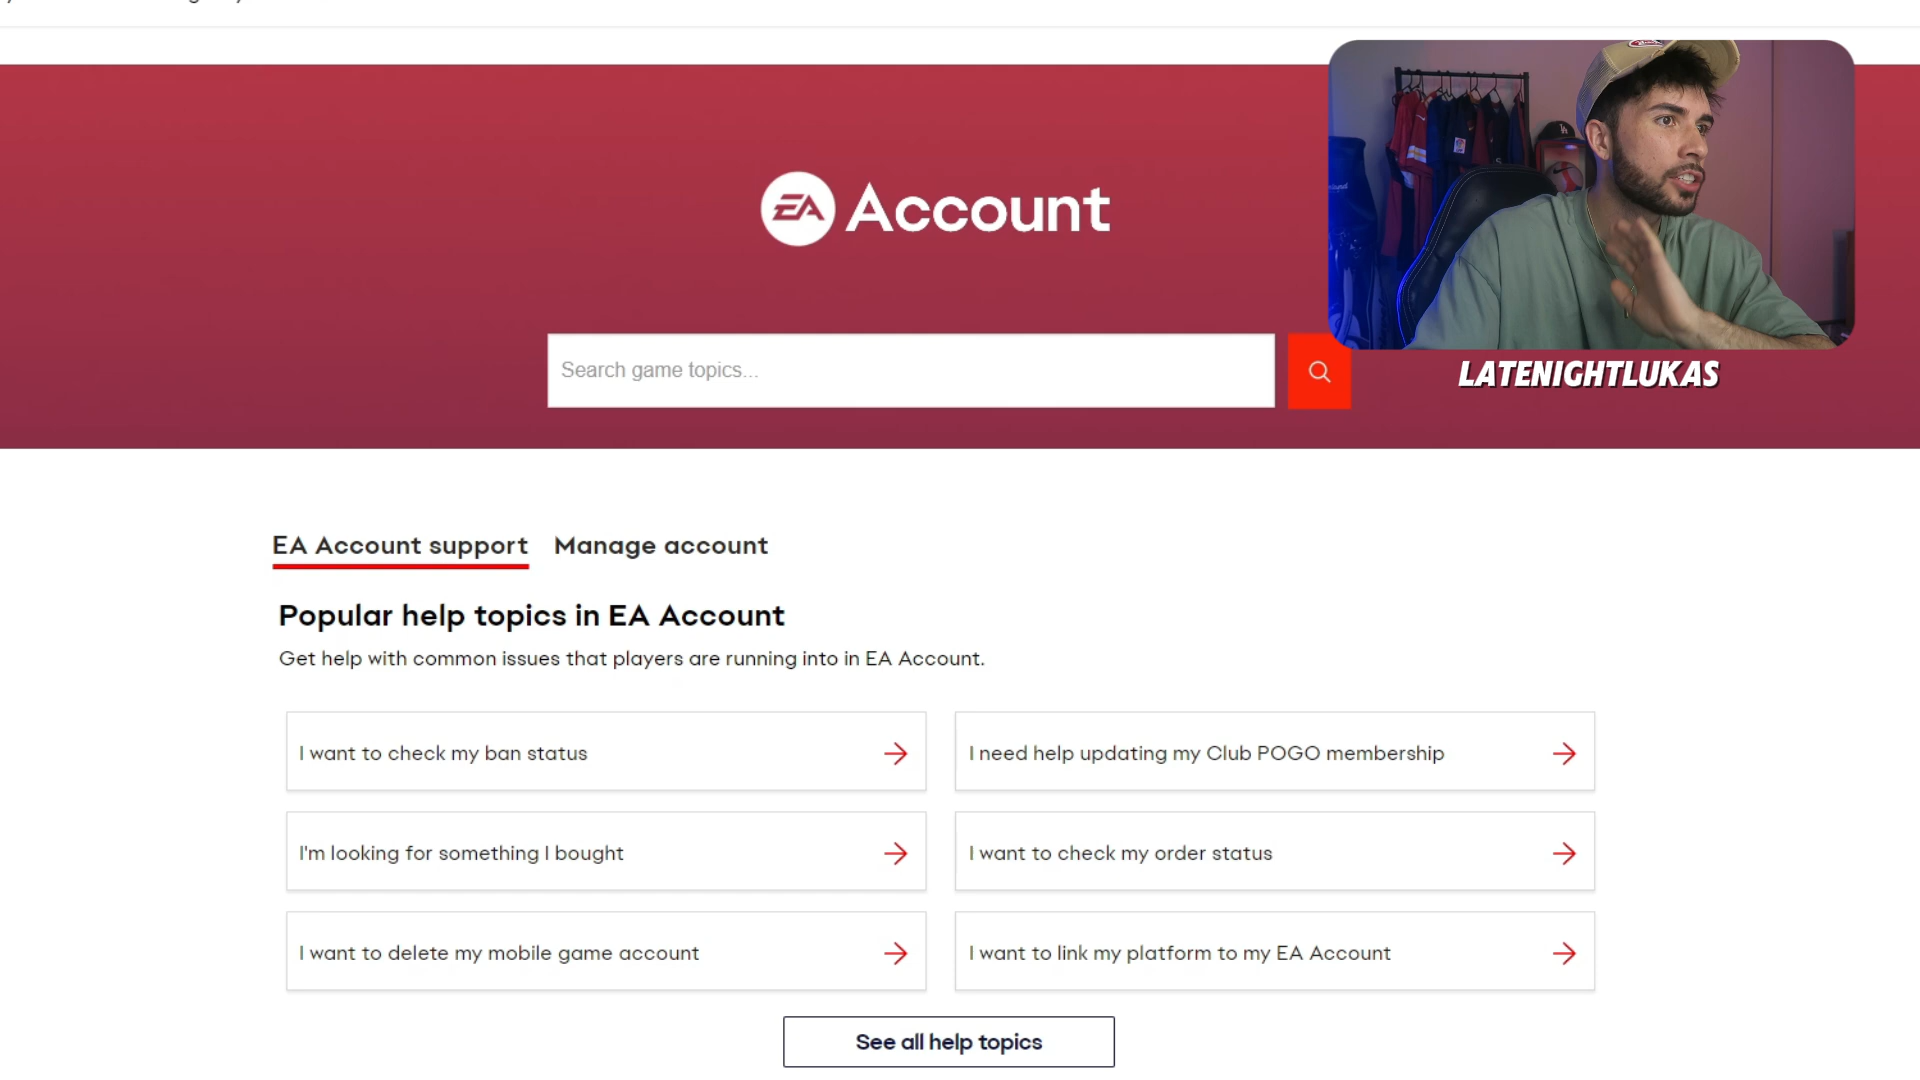 EA Account
Search game topics...
LATENIGHTLUKAS
EA Account support
Manage account
Popular help topics in EA Account
Get help with common issues that players are running into in EA Account.
I want to check my ban status
I need help updating my Club POGO membership
I'm looking for something I bought
I want to check my order status
I want to delete my mobile game account
I want to link my platform to my EA Account
See all help topics